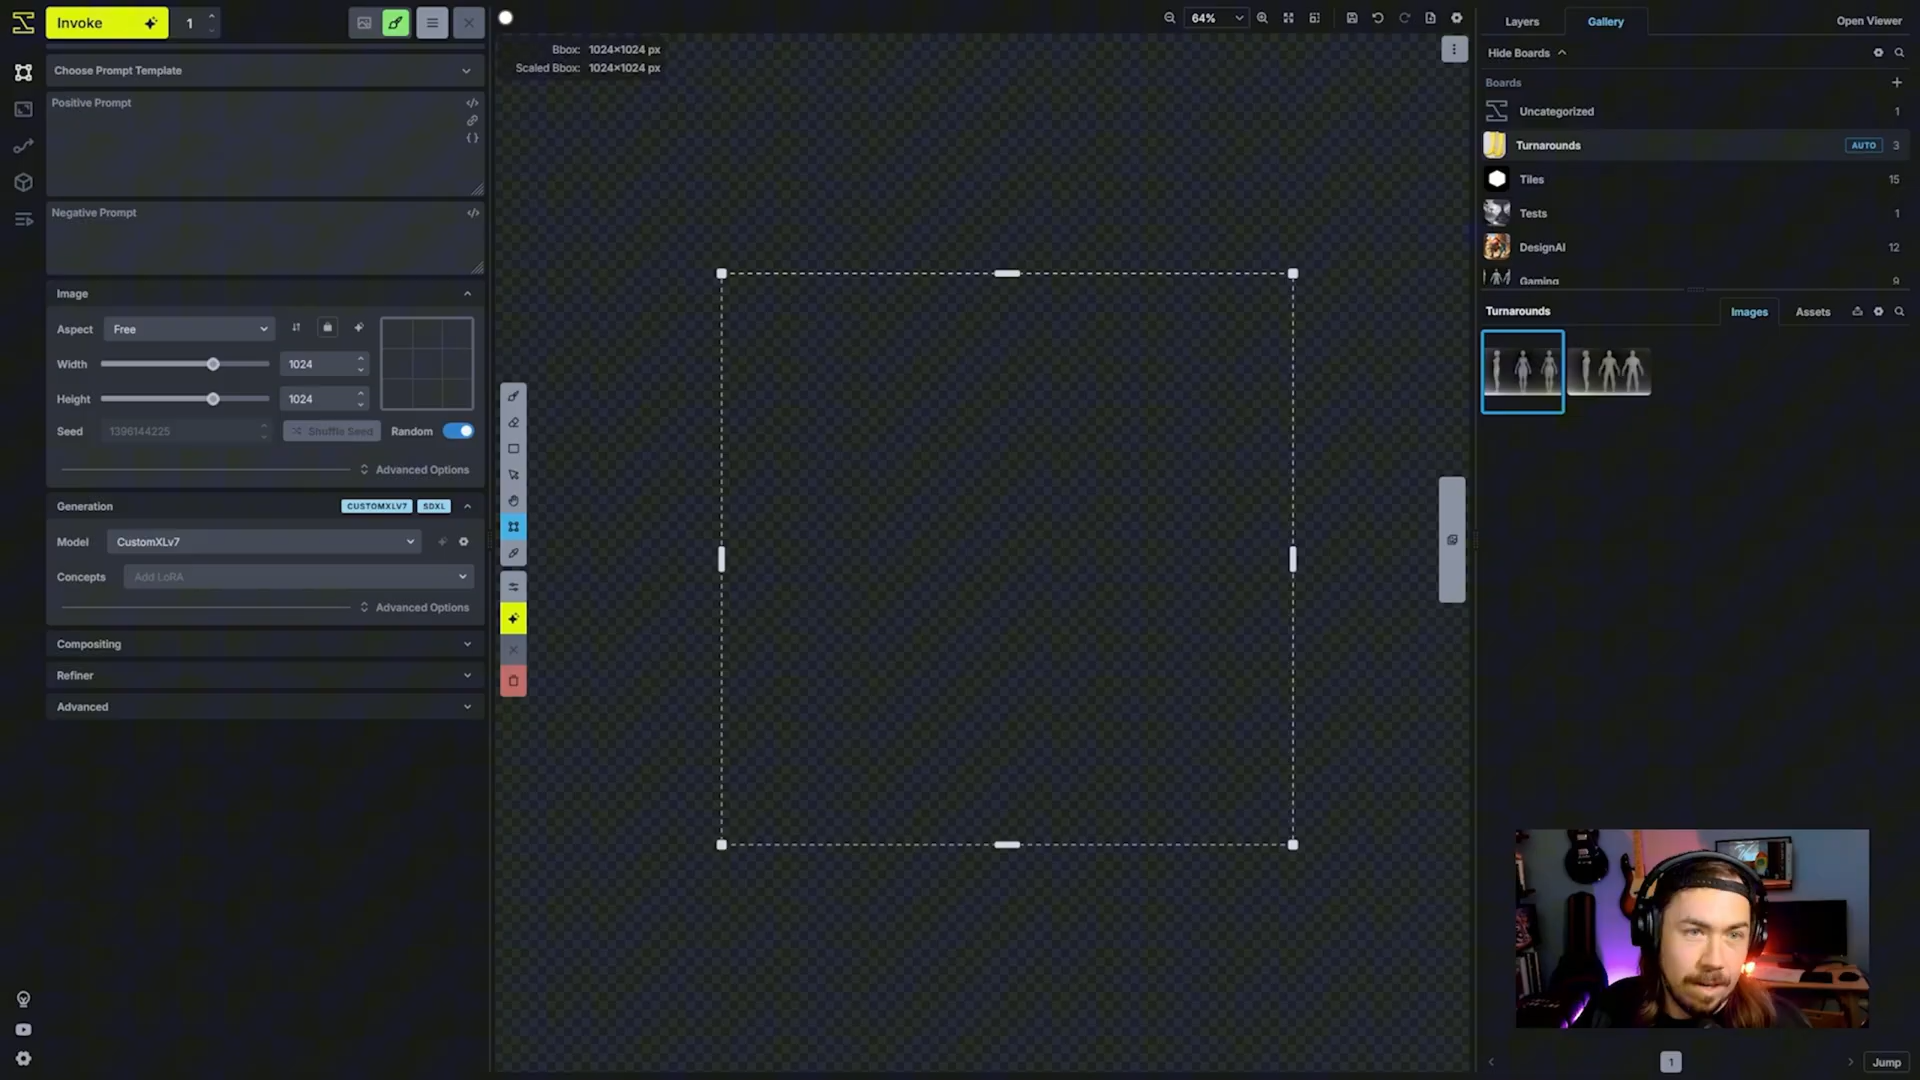 Invoke
1
64%
Layers
Gallery
Open Viewer
Bbox: 1024×1024 px
Scaled Bbox: 1024×1024 px
Hide Boards
Choose Prompt Template
Boards
Positive Prompt
Uncategorized 1
Turnarounds AUTO 3
Tiles 15
Tests 1
Negative Prompt
DesignAI 12
Gaming
Image
Turnarounds
Images
Assets
Aspect Free
Width 1024
Height 1024
Seed 1396144225 Shuffle Seed Random
Advanced Options
Generation CUSTOMXLV7 SDXL
Model CustomXLv7
Concepts Add LoRA
Advanced Options
Compositing
Refiner
Advanced
1
Jump